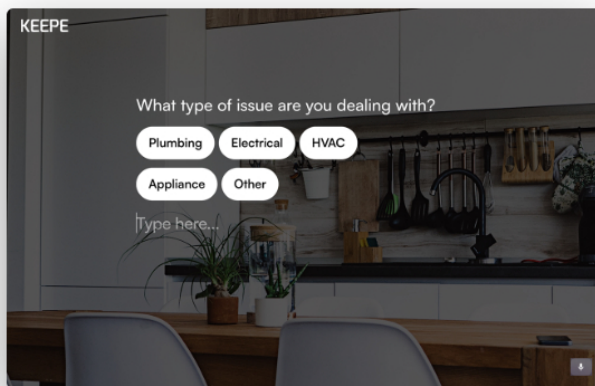 KEEPE
What type of issue are you dealing with?
Plumbing Electrical HVAC
Appliance Other
Type here...